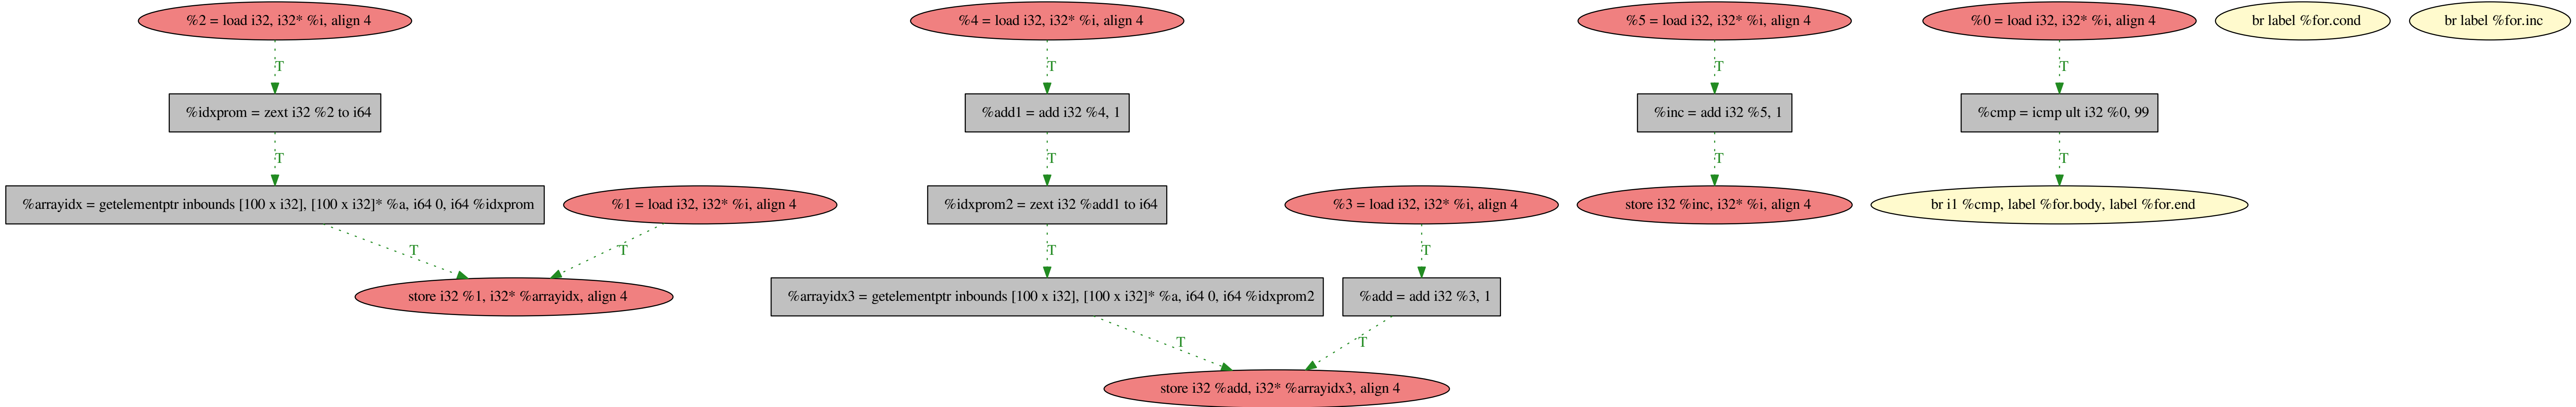 %2 = load i32, i32* %i, align 4
%4 = load i32, i32* %i, align 4
%5 = load i32, i32* %i, align 4
%0 = load i32, i32* %i, align 4
br label %for.cond
br label %for.inc
T
T
T
T
%idxprom = zext i32 %2 to i64
%add1 = add i32 %4, 1
%inc = add i32 %5, 1
%cmp = icmp ult i32 %0, 99
T
T
T
T
%arrayidx = getelementptr inbounds [100 x i32], [100 x i32]* %a, i64 0, i64 %idxprom
%1 = load i32, i32* %i, align 4
%idxprom2 = zext i32 %add1 to i64
%3 = load i32, i32* %i, align 4
store i32 %inc, i32* %i, align 4
br i1 %cmp, label %for.body, label %for.end
T
T
T
T
store i32 %1, i32* %arrayidx, align 4
%arrayidx3 = getelementptr inbounds [100 x i32], [100 x i32]* %a, i64 0, i64 %idxprom2
%add = add i32 %3, 1
T
T
store i32 %add, i32* %arrayidx3, align 4